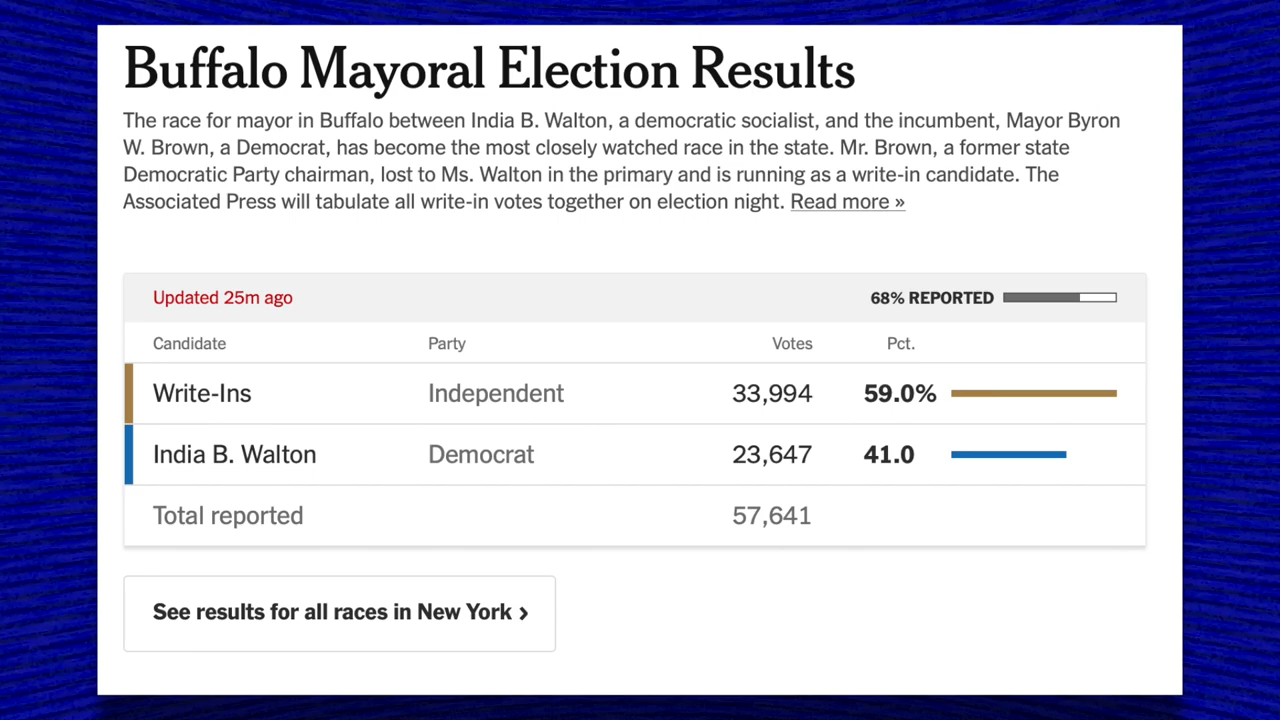 Buffalo Mayoral Election Results
The race for mayor in Buffalo between India B. Walton, a democratic socialist, and the incumbent, Mayor Byron
W. Brown, a Democrat, has become the most closely watched race in the state. Mr. Brown, a former state
Democratic Party chairman, lost to Ms. Walton in the primary and is running as a write-in candidate. The
Associated Press will tabulate all write-in votes together on election night. Read more »
Updated 25m ago 68% REPORTED
Candidate Party Votes Pct.
Write-Ins Independent 33,994 59.0%
India B. Walton Democrat 23,647 41.0
Total reported 57,641
See results for all races in New York ›